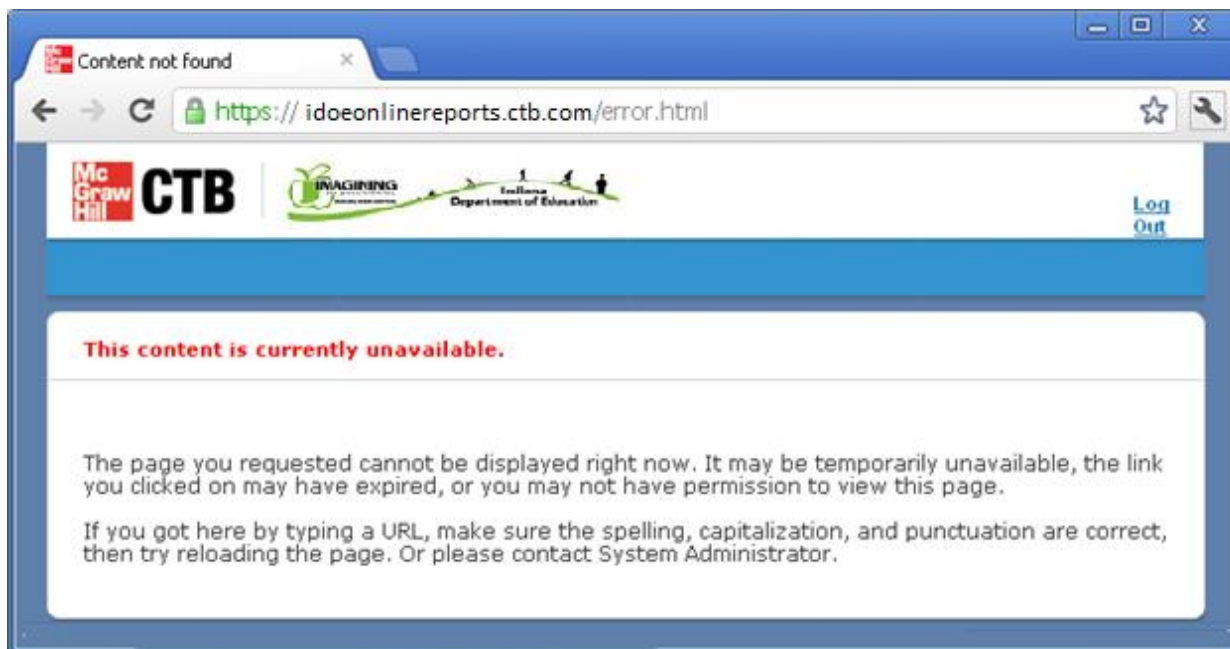 Content not found
https:// idoeonlinereports.ctb.com/error.html
Mc
Graw
Hill
CTB
IMAGINING
Indiana
Department of Education
Log
Out
This content is currently unavailable.
The page you requested cannot be displayed right now. It may be temporarily unavailable, the link
you clicked on may have expired, or you may not have permission to view this page.
If you got here by typing a URL, make sure the spelling, capitalization, and punctuation are correct,
then try reloading the page. Or please contact System Administrator.